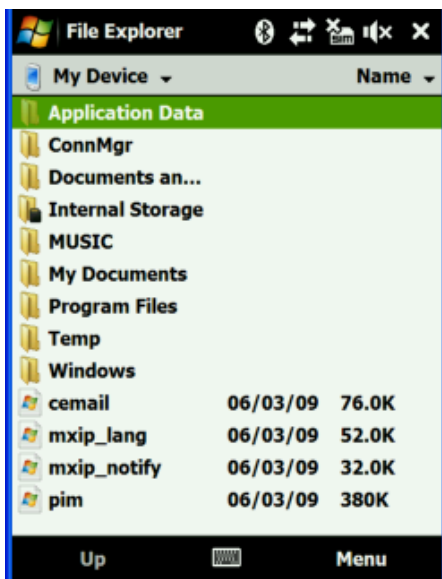 File Explorer sim
My Device Name
Application Data
ConnMgr
Documents an...
Internal Storage
MUSIC
My Documents
Program Files
Temp
Windows
cemail 06/03/09 76.0K
mxip_lang 06/03/09 52.0K
mxip_notify 06/03/09 32.0K
pim 06/03/09 380K
Up Menu